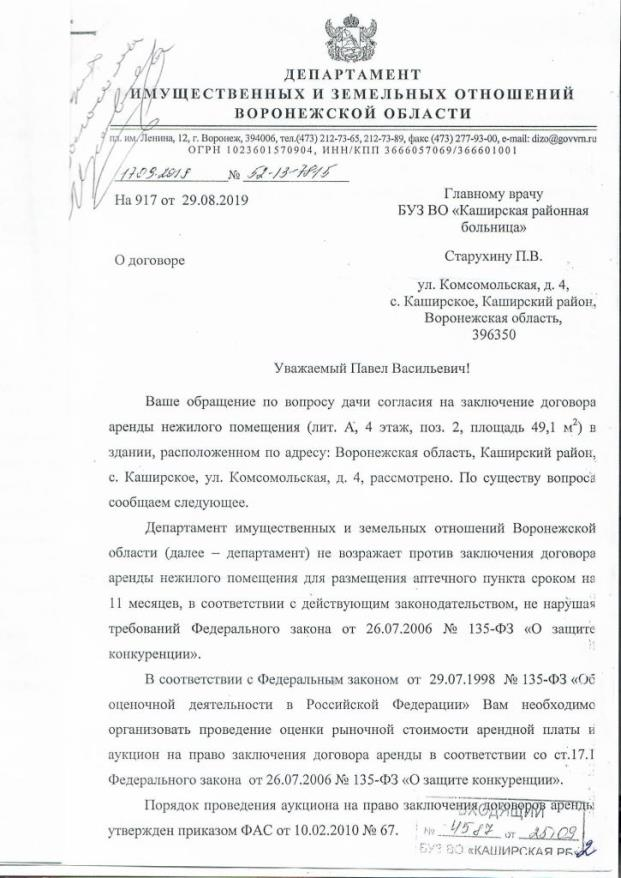 ДЕПАРТАМЕНТ
ИМУЩЕСТВЕННЫХ И ЗЕМЕЛЬНЫХ ОТНОШЕНИЙ
ВОРОНЕЖСКОЙ ОБЛАСТИ
пл. им. Ленина, 12, г. Воронеж, 394006, тел.(473) 212-73-65, 212-73-89, факс (473) 277-93-00, e-mail: dizo@govvrn.ru
ОГРН 1023601570904, ИНН/КПП 3666057069/366601001
17.09.2019 № 52-13-7815
На 917 от 29.08.2019
Главному врачу
БУЗ ВО «Каширская районная
больница»
Старухину П.В.
О договоре
ул. Комсомольская, д. 4,
с. Каширское, Каширский район,
Воронежская область,
396350
Уважаемый Павел Васильевич!
Ваше обращение по вопросу дачи согласия на заключение договора
аренды нежилого помещения (лит. А, 4 этаж, поз. 2, площадь 49,1 м²) в
здании, расположенном по адресу: Воронежская область, Каширский район,
с. Каширское, ул. Комсомольская, д. 4, рассмотрено. По существу вопроса
сообщаем следующее.
Департамент имущественных и земельных отношений Воронежской
области (далее – департамент) не возражает против заключения договора
аренды нежилого помещения для размещения аптечного пункта сроком на
11 месяцев, в соответствии с действующим законодательством, не нарушая
требований Федерального закона от 26.07.2006 № 135-ФЗ «О защите
конкуренции».
В соответствии с Федеральным законом от 29.07.1998 № 135-ФЗ «Об
оценочной деятельности в Российской Федерации» Вам необходимо
организовать проведение оценки рыночной стоимости арендной платы и
аукцион на право заключения договора аренды в соответствии со ст.17.1
Федерального закона от 26.07.2006 № 135-ФЗ «О защите конкуренции».
Порядок проведения аукциона на право заключения договоров аренды
утвержден приказом ФАС от 10.02.2010 № 67.
ВХОДЯЩИЙ
№ 4587 от 25.09
БУЗ ВО «КАШИРСКАЯ РБ»
2